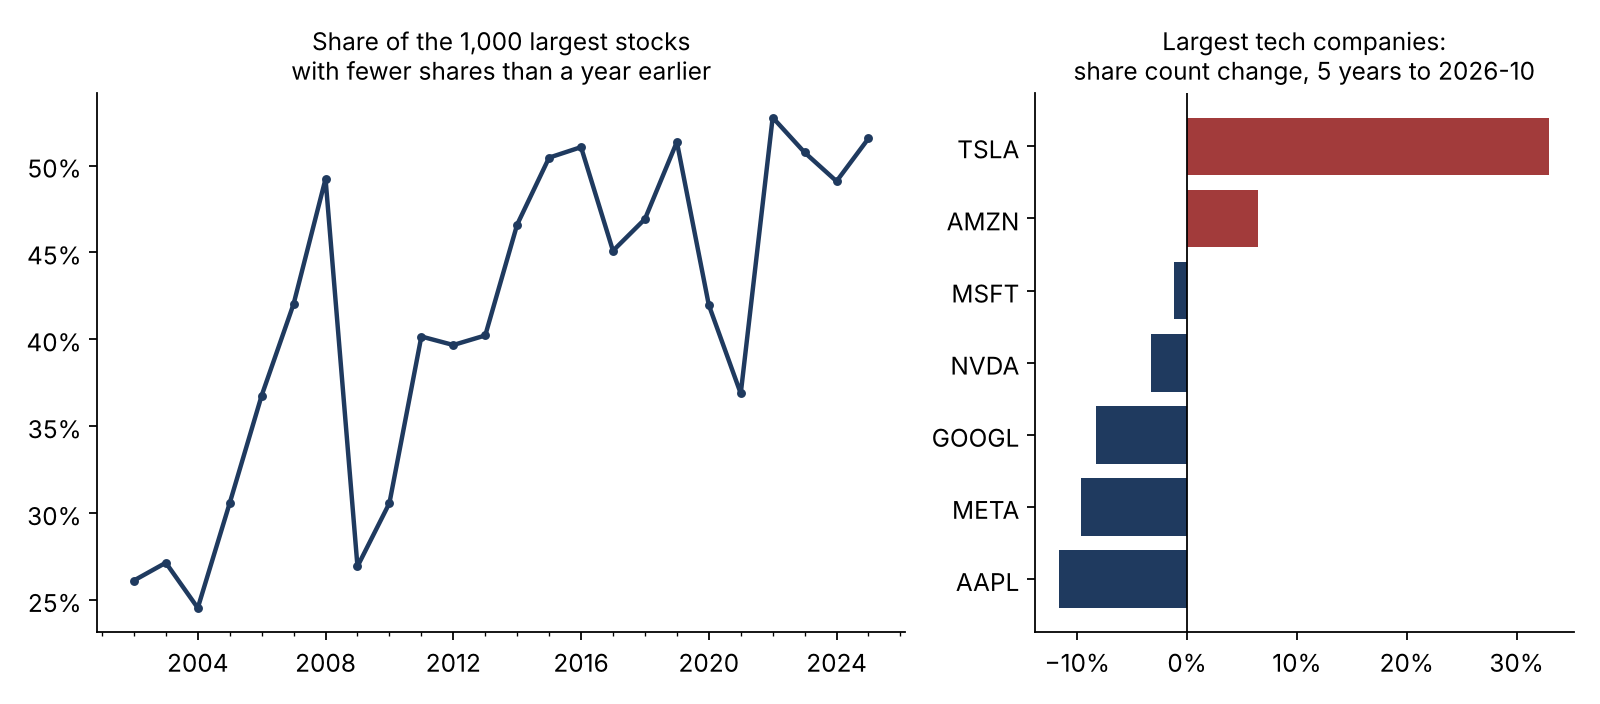 Share of the 1,000 largest stocks
with fewer shares than a year earlier
50%
45%
40%
35%
30%
25%
2004
2008
2012
2016
2020
2024
Largest tech companies:
share count change, 5 years to 2026-10
TSLA
AMZN
MSFT
NVDA
GOOGL
META
AAPL
−10%
0%
10%
20%
30%